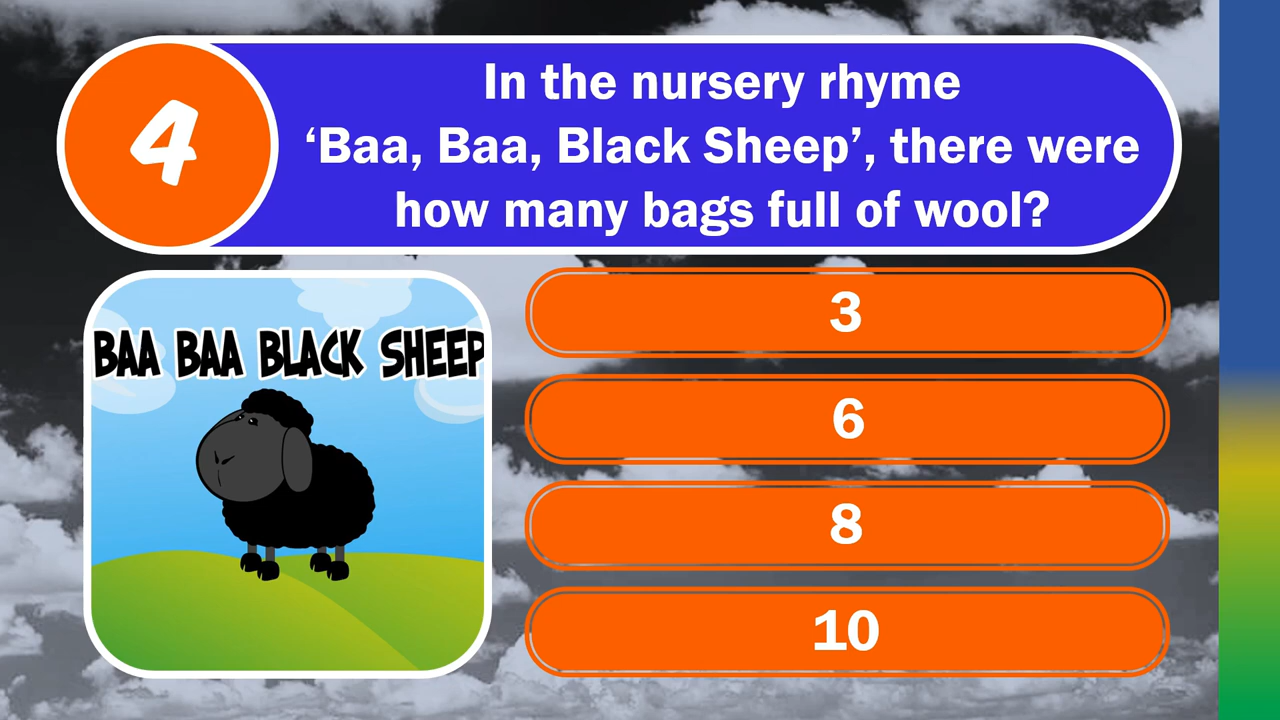 4
In the nursery rhyme
‘Baa, Baa, Black Sheep’, there were
how many bags full of wool?
BAA BAA BLACK SHEEP
3
6
8
10